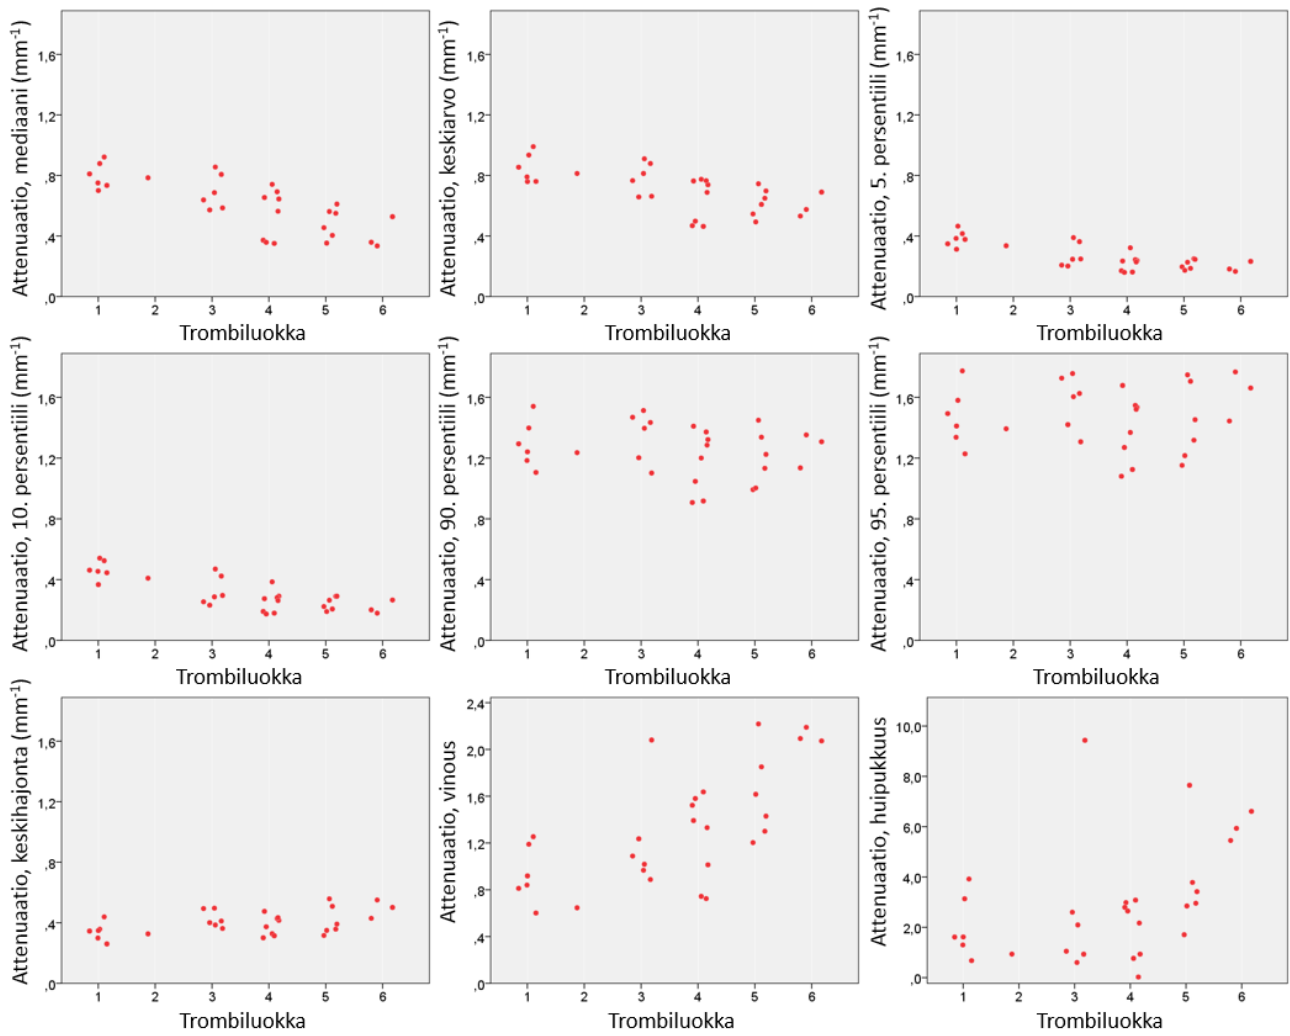 Attenuaatio, mediaani (mm-1)
1,6
1,2
,8
,4
,0
1 2 3 4 5 6
Trombiluokka
Attenuaatio, keskiarvo (mm-1)
1,6
1,2
,8
,4
,0
1 2 3 4 5 6
Trombiluokka
Attenuaatio, 5. persentiili (mm-1)
1,6
1,2
,8
,4
,0
1 2 3 4 5 6
Trombiluokka
Attenuaatio, 10. persentiili (mm-1)
1,6
1,2
,8
,4
,0
1 2 3 4 5 6
Trombiluokka
Attenuaatio, 90. persentiili (mm-1)
1,6
1,2
,8
,4
,0
1 2 3 4 5 6
Trombiluokka
Attenuaatio, 95. persentiili (mm-1)
1,6
1,2
,8
,4
,0
1 2 3 4 5 6
Trombiluokka
Attenuaatio, keskihajonta (mm-1)
1,6
1,2
,8
,4
,0
1 2 3 4 5 6
Trombiluokka
Attenuaatio, vinous
2,4
2,0
1,6
1,2
,8
,4
,0
1 2 3 4 5 6
Trombiluokka
Attenuaatio, huipukkuus
10,0
8,0
6,0
4,0
2,0
,0
1 2 3 4 5 6
Trombiluokka